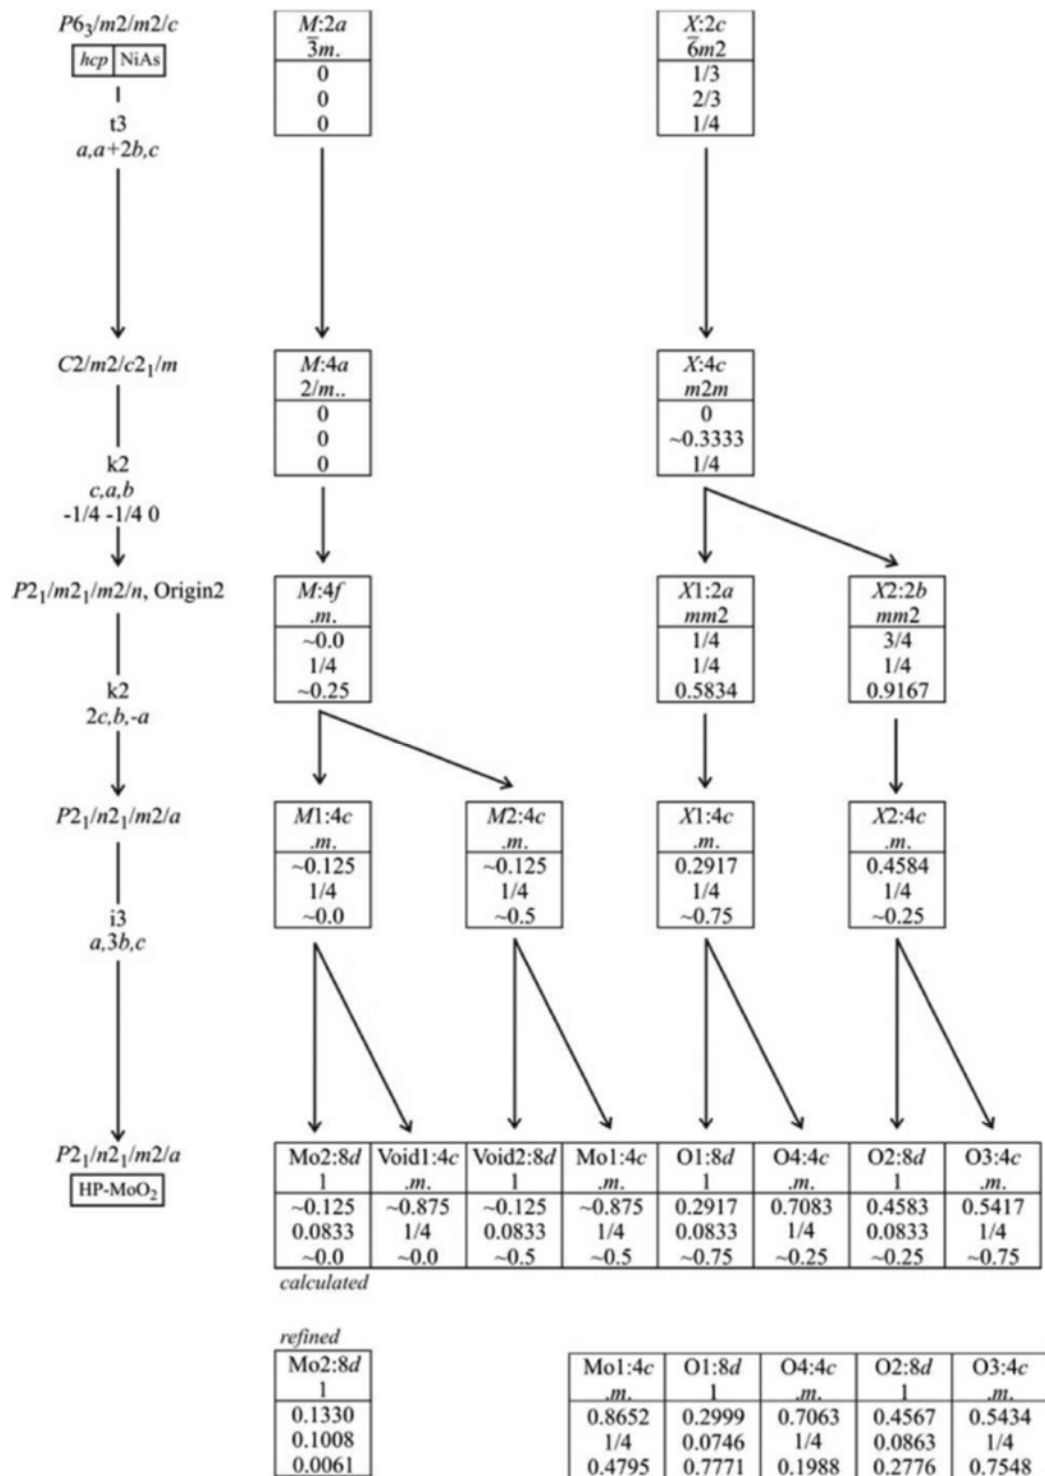 P6₃/m2/m2/c
hcp NiAs
t3
a,a+2b,c
M:2a
3̅m.
0
0
0
X:2c
6̅m2
1/3
2/3
1/4
C2/m2/c2₁/m
k2
c,a,b
-1/4 -1/4 0
M:4a
2/m..
0
0
0
X:4c
m2m
0
~0.3333
1/4
P2₁/m2₁/m2/n, Origin2
k2
2c,b,-a
M:4f
.m.
~0.0
1/4
~0.25
X1:2a
mm2
1/4
1/4
0.5834
X2:2b
mm2
3/4
1/4
0.9167
P2₁/n2₁/m2/a
i3
a,3b,c
M1:4c
.m.
~0.125
1/4
~0.0
M2:4c
.m.
~0.125
1/4
~0.5
X1:4c
.m.
0.2917
1/4
~0.75
X2:4c
.m.
0.4584
1/4
~0.25
P2₁/n2₁/m2/a
HP-MoO₂
Mo2:8d Void1:4c Void2:8d Mo1:4c O1:8d O4:4c O2:8d O3:4c
1 .m. 1 .m. 1 .m. 1 .m.
~0.125 ~0.875 ~0.125 ~0.875 0.2917 0.7083 0.4583 0.5417
0.0833 1/4 0.0833 1/4 0.0833 1/4 0.0833 1/4
~0.0 ~0.0 ~0.5 ~0.5 ~0.75 ~0.25 ~0.25 ~0.75
calculated
refined
Mo2:8d Mo1:4c O1:8d O4:4c O2:8d O3:4c
1 .m. 1 .m. 1 .m.
0.1330 0.8652 0.2999 0.7063 0.4567 0.5434
0.1008 1/4 0.0746 1/4 0.0863 1/4
0.0061 0.4795 0.7771 0.1988 0.2776 0.7548